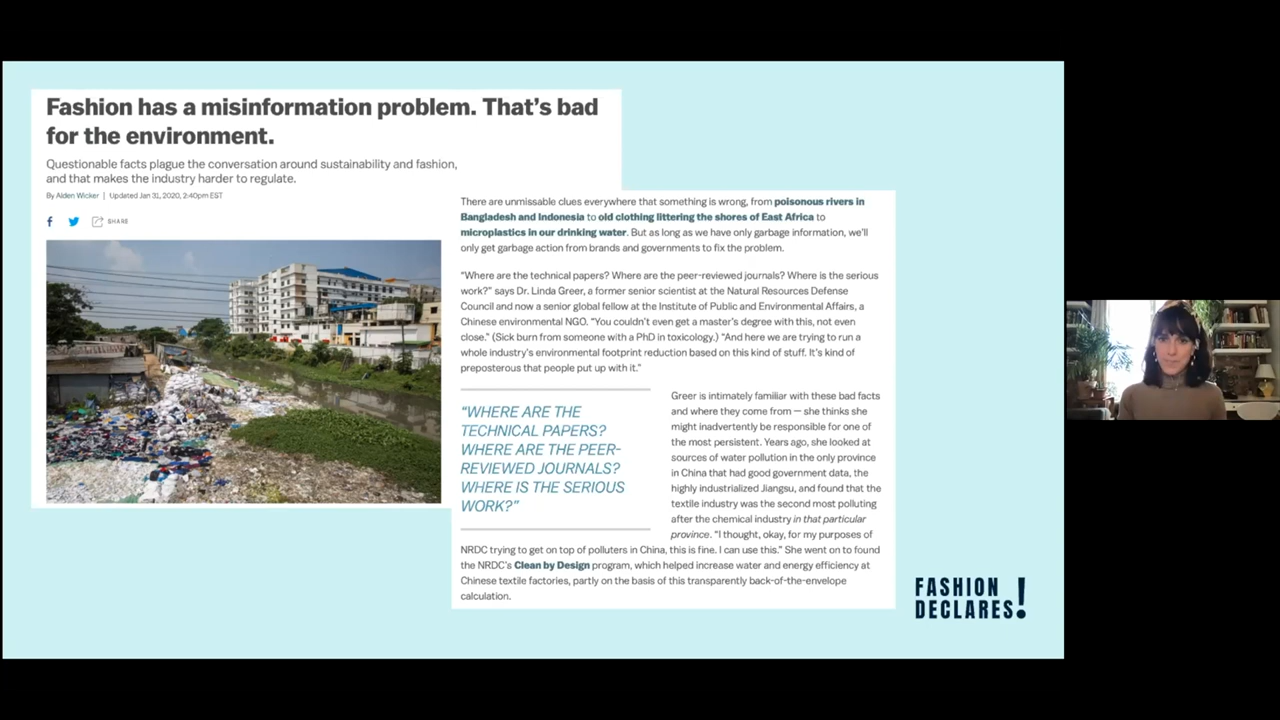 Fashion has a misinformation problem. That's bad
for the environment.
Questionable facts plague the conversation around sustainability and fashion,
and that makes the industry harder to regulate.
By Alden Wicker | Updated Jan 31, 2020, 2:40pm EST
SHARE
There are unmissable clues everywhere that something is wrong, from poisonous rivers in
Bangladesh and Indonesia to old clothing littering the shores of East Africa to
microplastics in our drinking water. But as long as we have only garbage information, we'll
only get garbage action from brands and governments to fix the problem.
"Where are the technical papers? Where are the peer-reviewed journals? Where is the serious
work?" says Dr. Linda Greer, a former senior scientist at the Natural Resources Defense
Council and now a senior global fellow at the Institute of Public and Environmental Affairs, a
Chinese environmental NGO. "You couldn't even get a master's degree with this, not even
close." (Sick burn from someone with a PhD in toxicology.) "And here we are trying to run a
whole industry's environmental footprint reduction based on this kind of stuff. It's kind of
preposterous that people put up with it."
"WHERE ARE THE
TECHNICAL PAPERS?
WHERE ARE THE PEER-
REVIEWED JOURNALS?
WHERE IS THE SERIOUS
WORK?"
Greer is intimately familiar with these bad facts
and where they come from — she thinks she
might inadvertently be responsible for one of
the most persistent. Years ago, she looked at
sources of water pollution in the only province
in China that had good government data, the
highly industrialized Jiangsu, and found that the
textile industry was the second most polluting
after the chemical industry in that particular
province. "I thought, okay, for my purposes of
NRDC trying to get on top of polluters in China, this is fine. I can use this." She went on to found
the NRDC's Clean by Design program, which helped increase water and energy efficiency at
Chinese textile factories, partly on the basis of this transparently back-of-the-envelope
calculation.
FASHION
DECLARES!